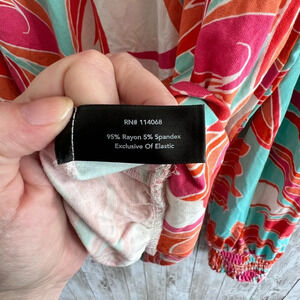 RN# 114068
95% Rayon 5% Spandex
Exclusive Of Elastic